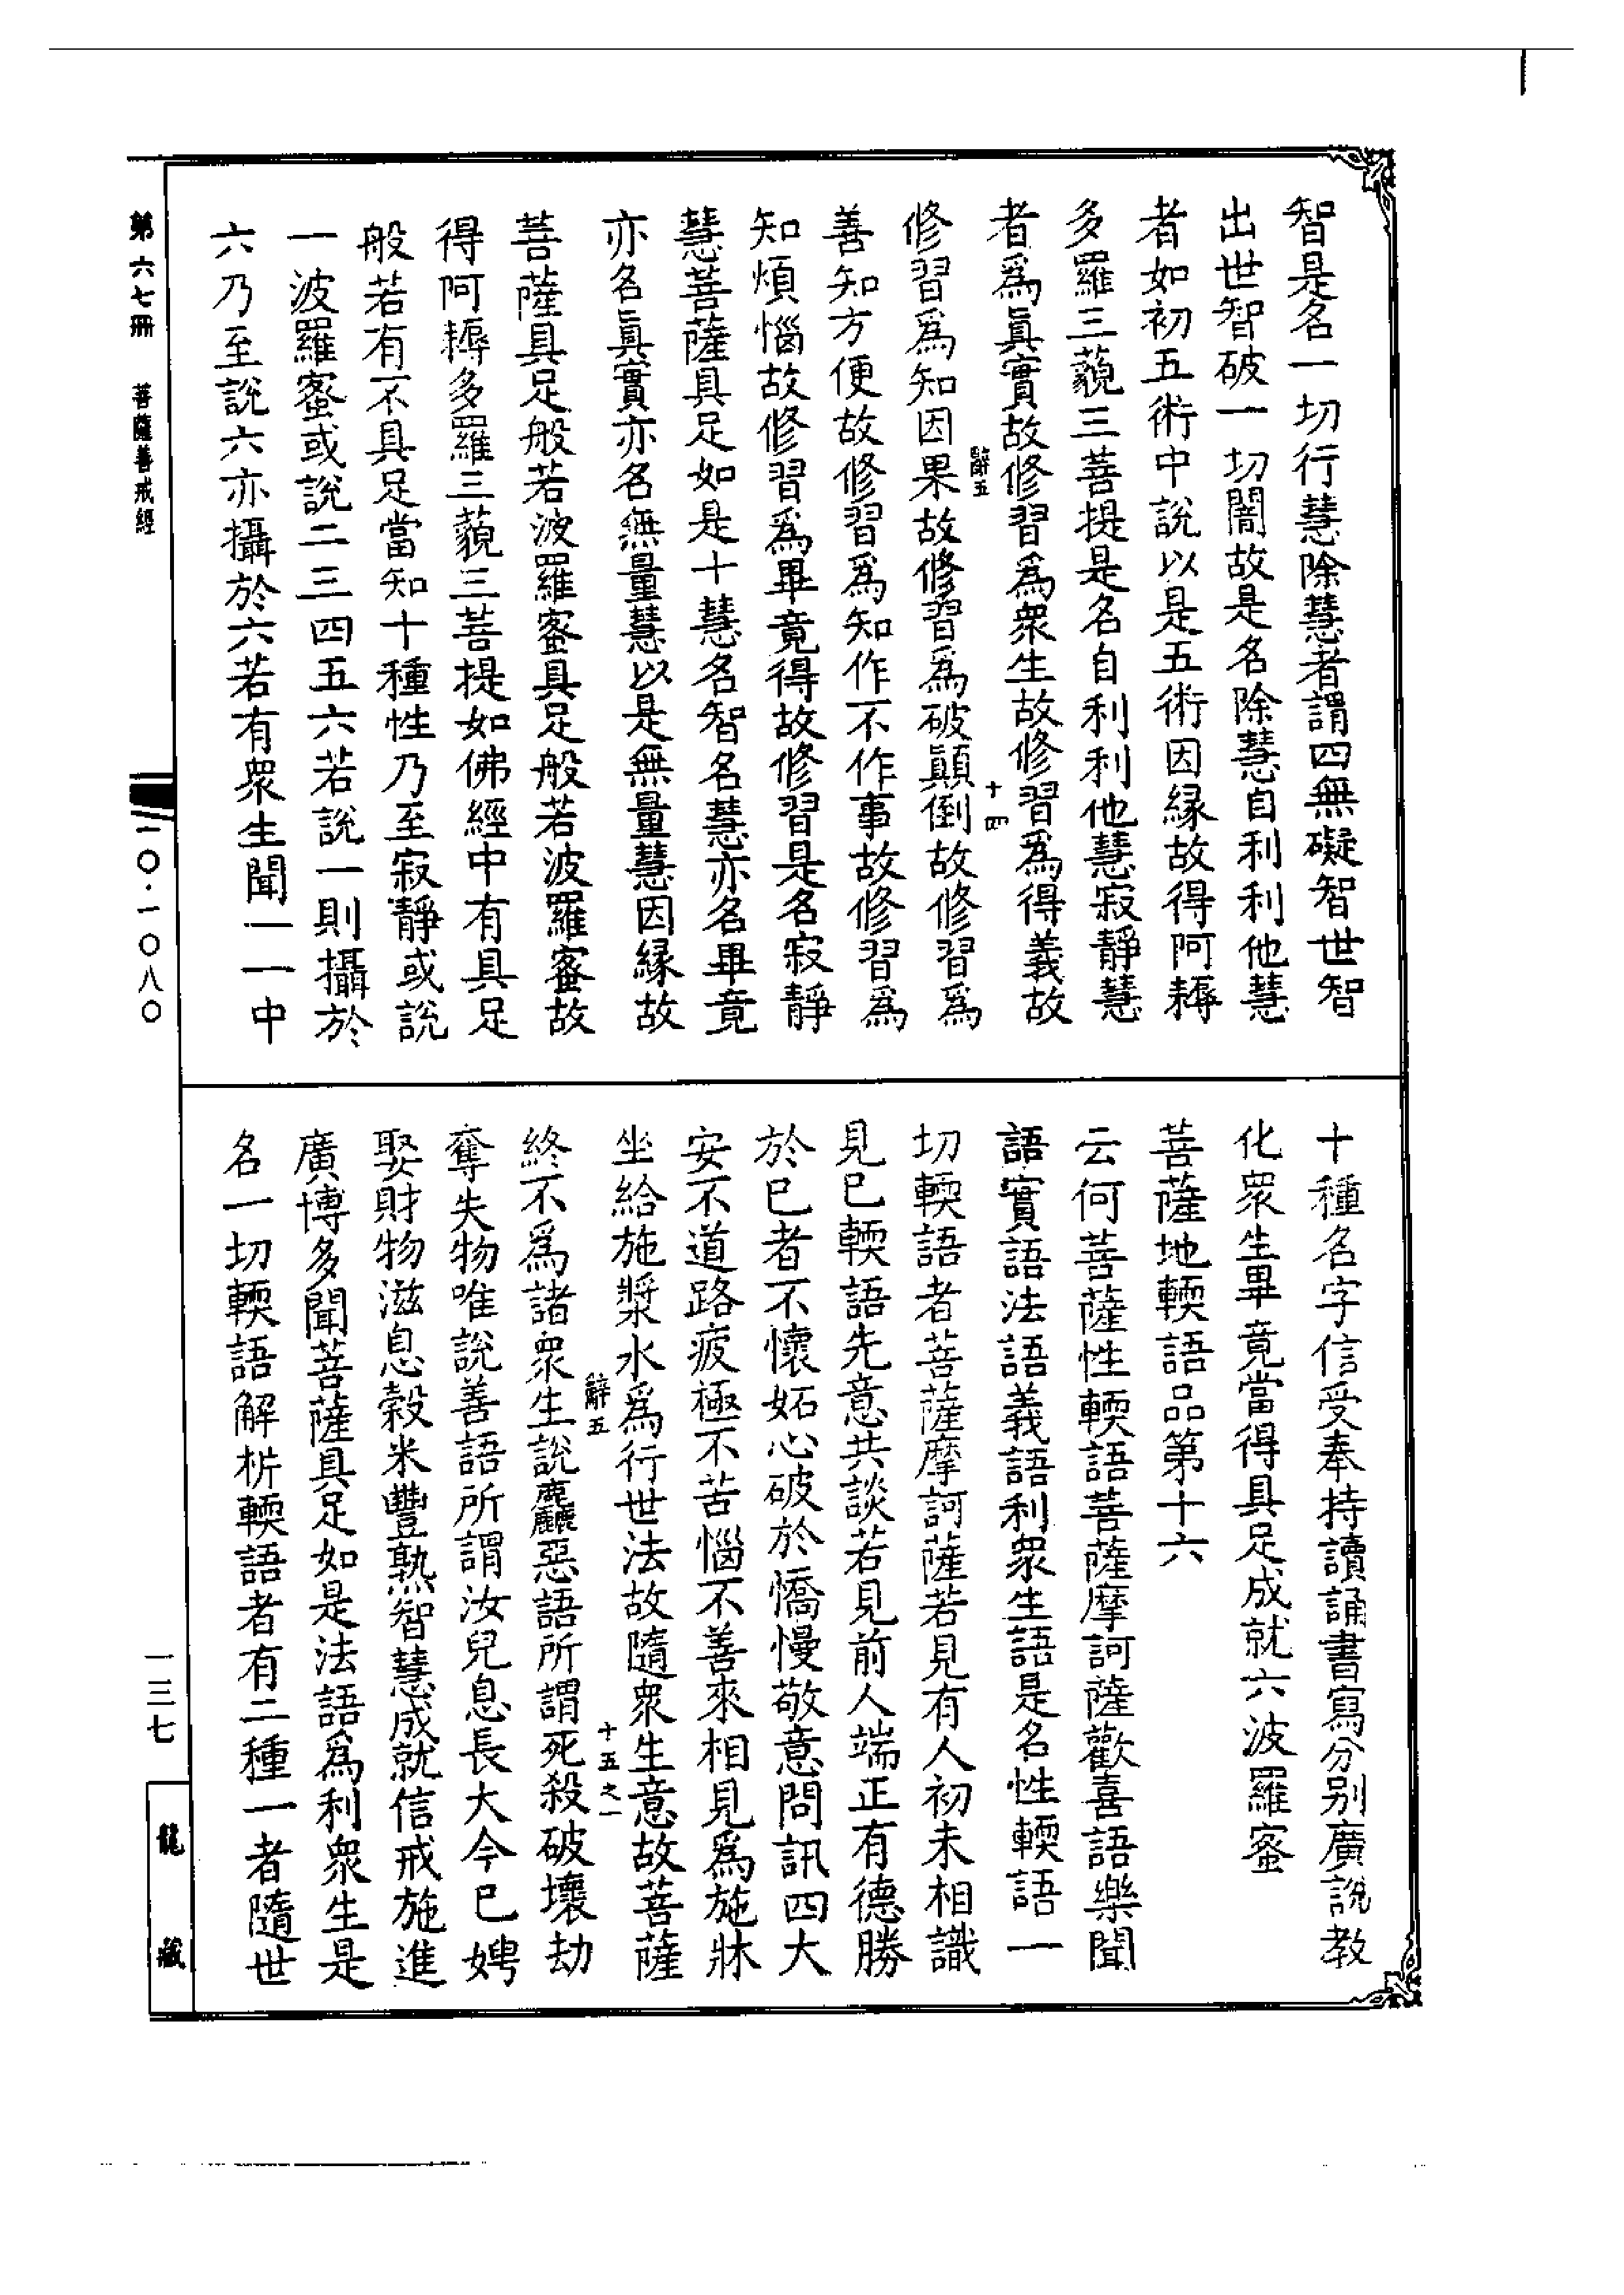 智是名一切行慧除慧者謂四無礙智世智
出世智破一切闇故是名除慧自利利他慧
者如初五術中説以是五術因縁故得阿耨
多羅三藐三菩提是名自利利他慧寂靜慧
者爲眞實故修習爲衆生故修習爲得義故
辭五
十四
修習爲知因果故修習爲破顛倒故修習爲
善知方便故修習爲知作不作事故修習爲
知煩惱故修習爲畢竟得故修習是名寂靜
慧菩薩具足如是十慧名智名慧亦名畢竟
亦名眞實亦名無量慧以是無量慧因縁故
菩薩具足般若波羅蜜具足般若波羅蜜故
得阿耨多羅三藐三菩提如佛經中有具足
般若有不具足當知十種性乃至寂靜或説
一波羅蜜或説二三四五六若説一則攝於
六乃至説六亦攝於六若有衆生聞一一中
十種名字信受奉持讀誦書寫分别廣説教
化衆生畢竟當得具足成就六波羅蜜
菩薩地輭語品第十六
云何菩薩性輭語菩薩摩訶薩歡喜語樂聞
語實語法語義語利衆生語是名性輭語一
切輭語者菩薩摩訶薩若見有人初未相識
見已輭語先意共談若見前人端正有德勝
於已者不懷妬心破於憍慢敬意問訊四大
安不道路疲極不苦惱不善來相見爲施牀
坐給施漿水爲行世法故隨衆生意故菩薩
辭五
十五之一
終不爲諸衆生説麤惡語所謂死殺破壞劫
奪失物唯説善語所謂汝兒息長大今已娉
娶財物滋息穀米豐熟智慧成就信戒施進
廣博多聞菩薩具足如是法語爲利衆生是
名一切輭語解析輭語者有二種一者隨世
第六七册
菩薩善戒經
一〇·一〇八〇
一三七
龍藏